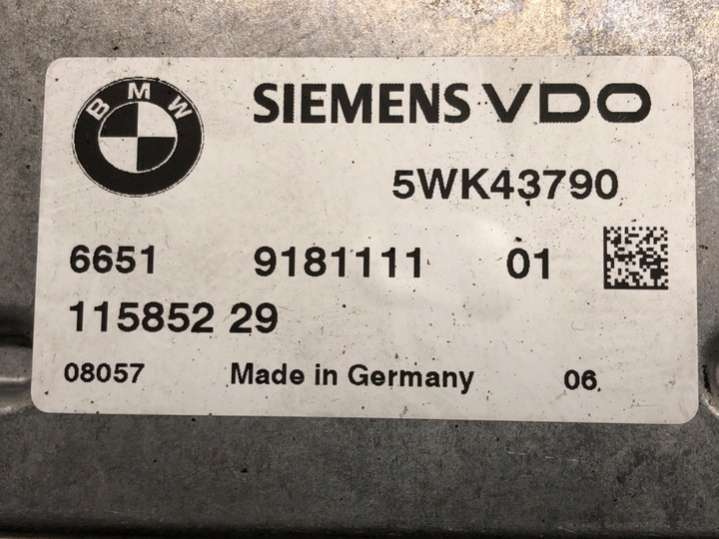 BMW
SIEMENS VDO
5WK43790
6651 9181111 01
115852 29
08057 Made in Germany 06